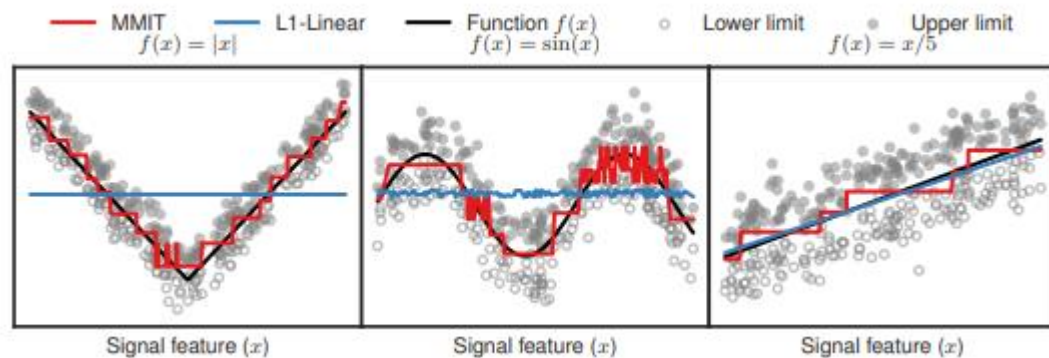 MMIT L1-Linear Function f(x) Lower limit Upper limit
f(x) = |x| f(x) = sin(x) f(x) = x/5
Signal feature (x) Signal feature (x) Signal feature (x)